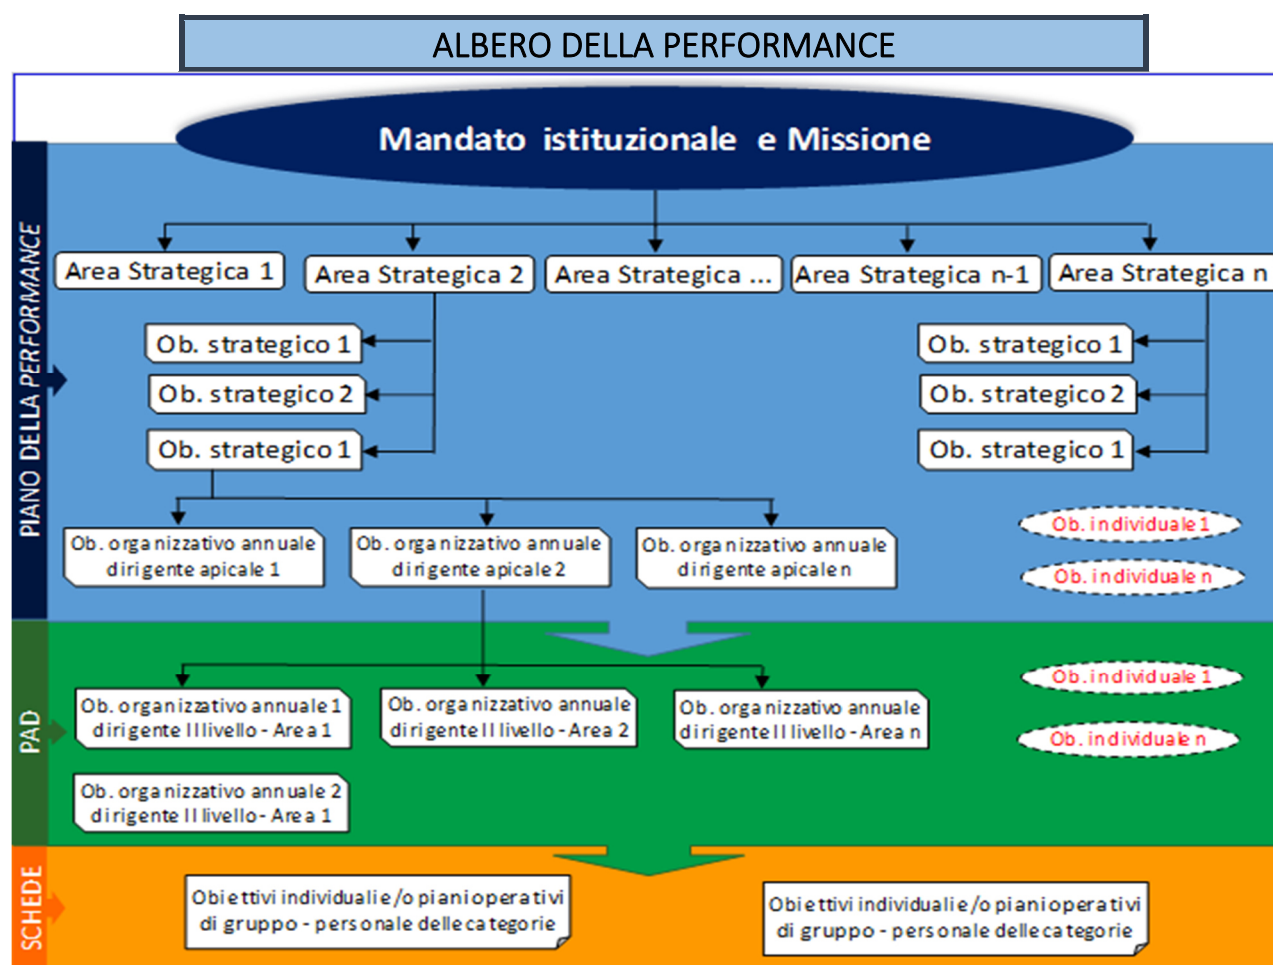 ALBERO DELLA PERFORMANCE
Mandato istituzionale e Missione
PIANO DELLA PERFORMANCE
Area Strategica 1
Area Strategica 2
Area Strategica ...
Area Strategica n-1
Area Strategica n
Ob. strategico 1
Ob. strategico 2
Ob. strategico 1
Ob. strategico 1
Ob. strategico 2
Ob. strategico 1
Ob. organizzativo annuale
dirigente apicale 1
Ob. organizzativo annuale
dirigente apicale 2
Ob. organizzativo annuale
dirigente apicale n
Ob. individuale 1
Ob. individuale n
PAD
Ob. organizzativo annuale 1
dirigente II livello - Area 1
Ob. organizzativo annuale
dirigente II livello - Area 2
Ob. organizzativo annuale
dirigente II livello - Area n
Ob. individuale 1
Ob. individuale n
Ob. organizzativo annuale 2
dirigente II livello - Area 1
SCHEDE
Obiettivi individuali e/o piani operativi
di gruppo - personale delle categorie
Obiettivi individuali e/o piani operativi
di gruppo - personale delle categorie